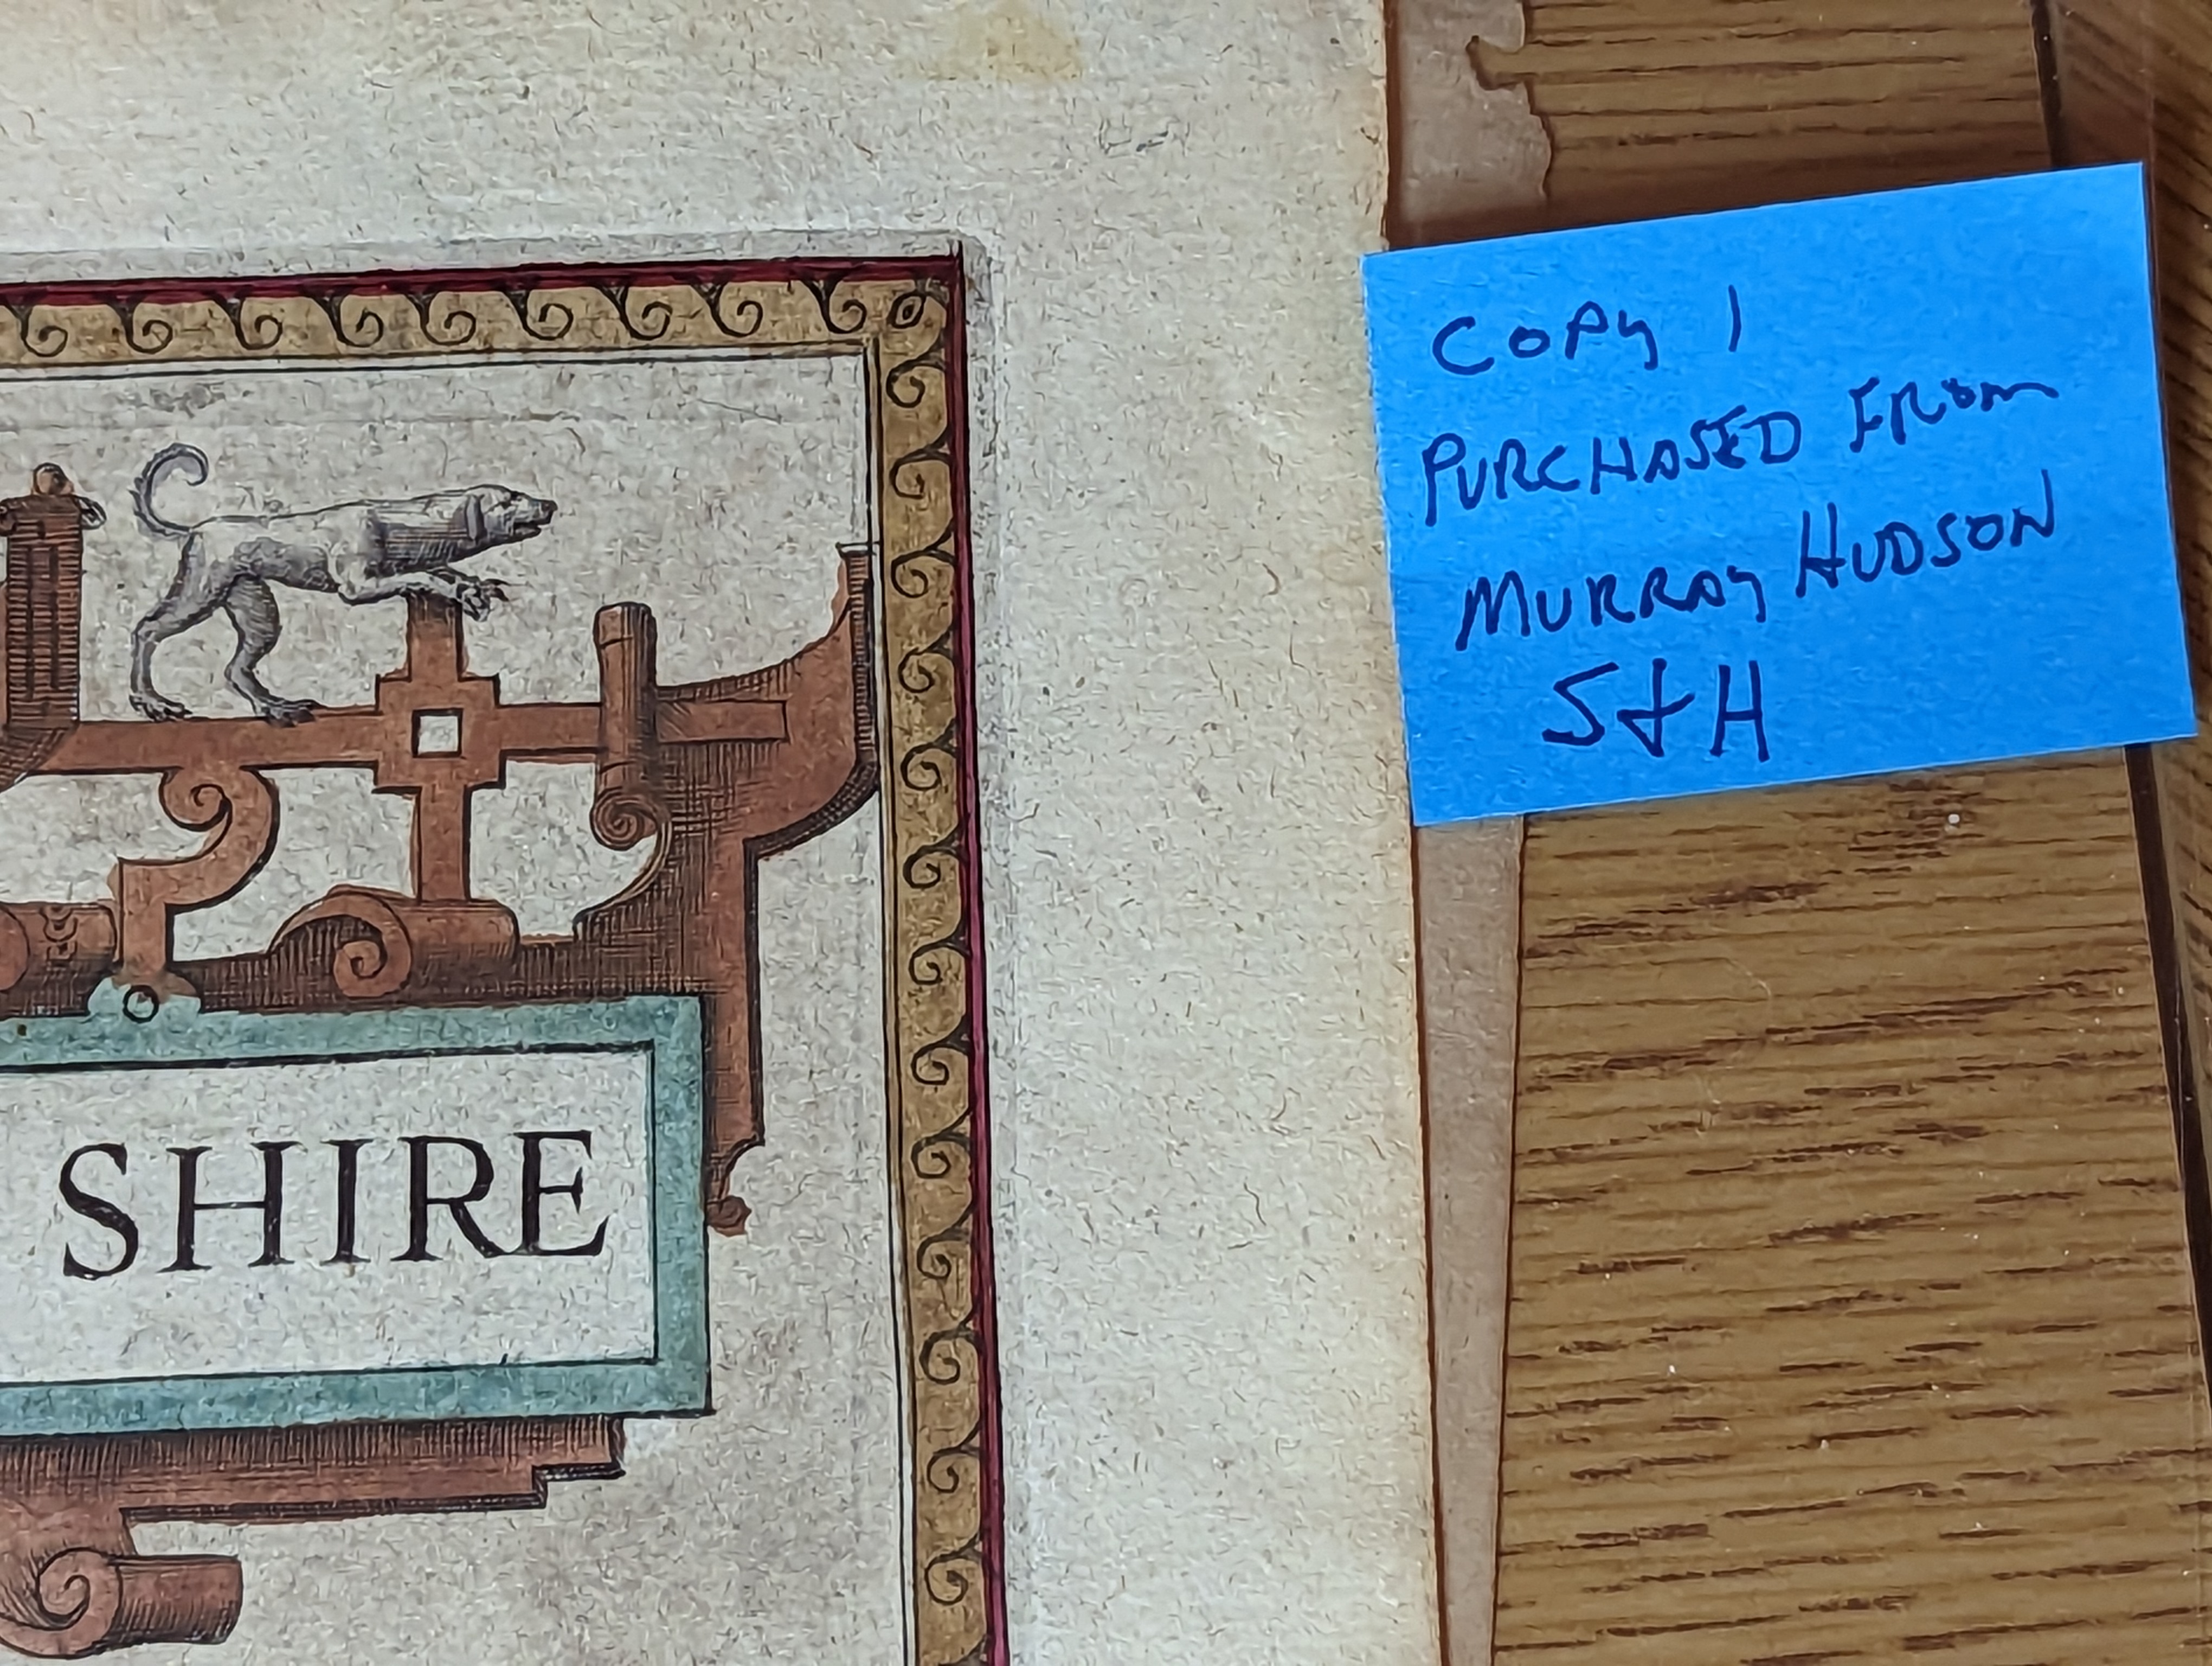 COPY 1
PURCHASED FROM
MURRAY HUDSON
S&H
SHIRE